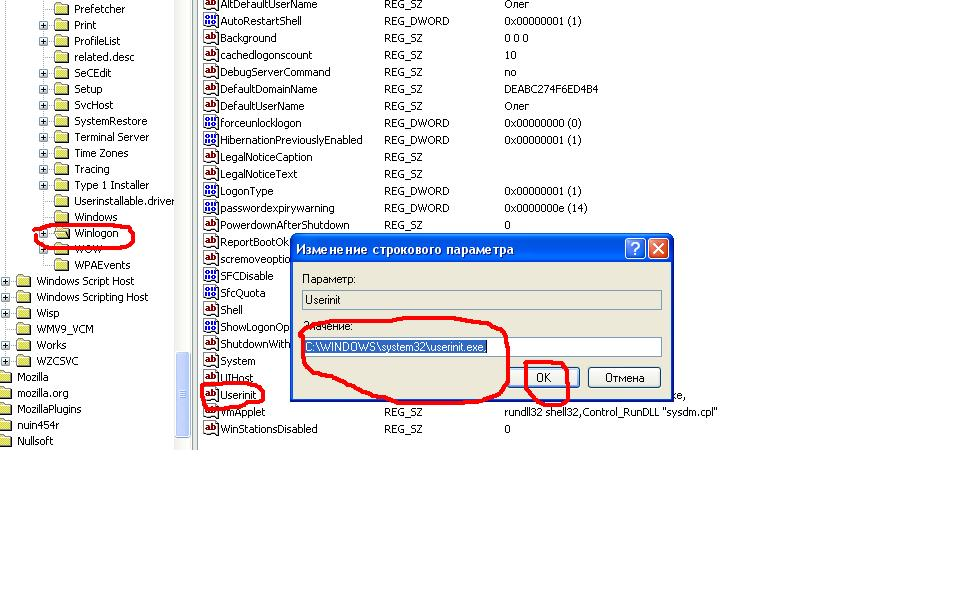 Prefetcher
Print
ProfileList
related.desc
SeCEdit
Setup
SvcHost
SystemRestore
Terminal Server
Time Zones
Tracing
Type 1 Installer
Userinstallable.driver
Windows
Winlogon
WOW
WPAEvents
Windows Script Host
Windows Scripting Host
Wisp
WMV9_VCM
Works
WZCSVC
Mozilla
mozilla.org
MozillaPlugins
nuin454r
Nullsoft
AltDefaultUserName REG_SZ Олег
AutoRestartShell REG_DWORD 0x00000001 (1)
Background REG_SZ 0 0 0
cachedlogonscount REG_SZ 10
DebugServerCommand REG_SZ no
DefaultDomainName REG_SZ DEABC274F6ED4B4
DefaultUserName REG_SZ Олег
forceunlocklogon REG_DWORD 0x00000000 (0)
HibernationPreviouslyEnabled REG_DWORD 0x00000001 (1)
LegalNoticeCaption REG_SZ
LegalNoticeText REG_SZ
LogonType REG_DWORD 0x00000001 (1)
passwordexpirywarning REG_DWORD 0x0000000e (14)
PowerdownAfterShutdown REG_SZ 0
ReportBootOk
scremoveoptio
SFCDisable
SfcQuota
Shell
ShowLogonOp
ShutdownWith
System
UIHost
Userinit xe,
VmApplet REG_SZ rundll32 shell32,Control_RunDLL "sysdm.cpl"
WinStationsDisabled REG_SZ 0
Изменение строкового параметра
Параметр:
Userinit
Значение:
C:\WINDOWS\system32\userinit.exe,
OK Отмена